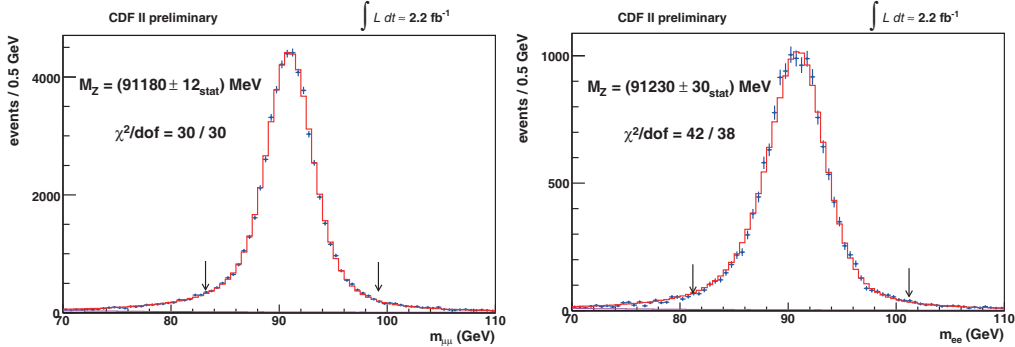 CDF II preliminary
∫ L dt ≈ 2.2 fb⁻¹
events / 0.5 GeV
M_Z = (91180 ± 12_stat) MeV
χ²/dof = 30 / 30
4000
2000
0
70 80 90 100 110
m_μμ (GeV)
CDF II preliminary
∫ L dt ≈ 2.2 fb⁻¹
events / 0.5 GeV
M_Z = (91230 ± 30_stat) MeV
χ²/dof = 42 / 38
1000
500
0
70 80 90 100 110
m_ee (GeV)